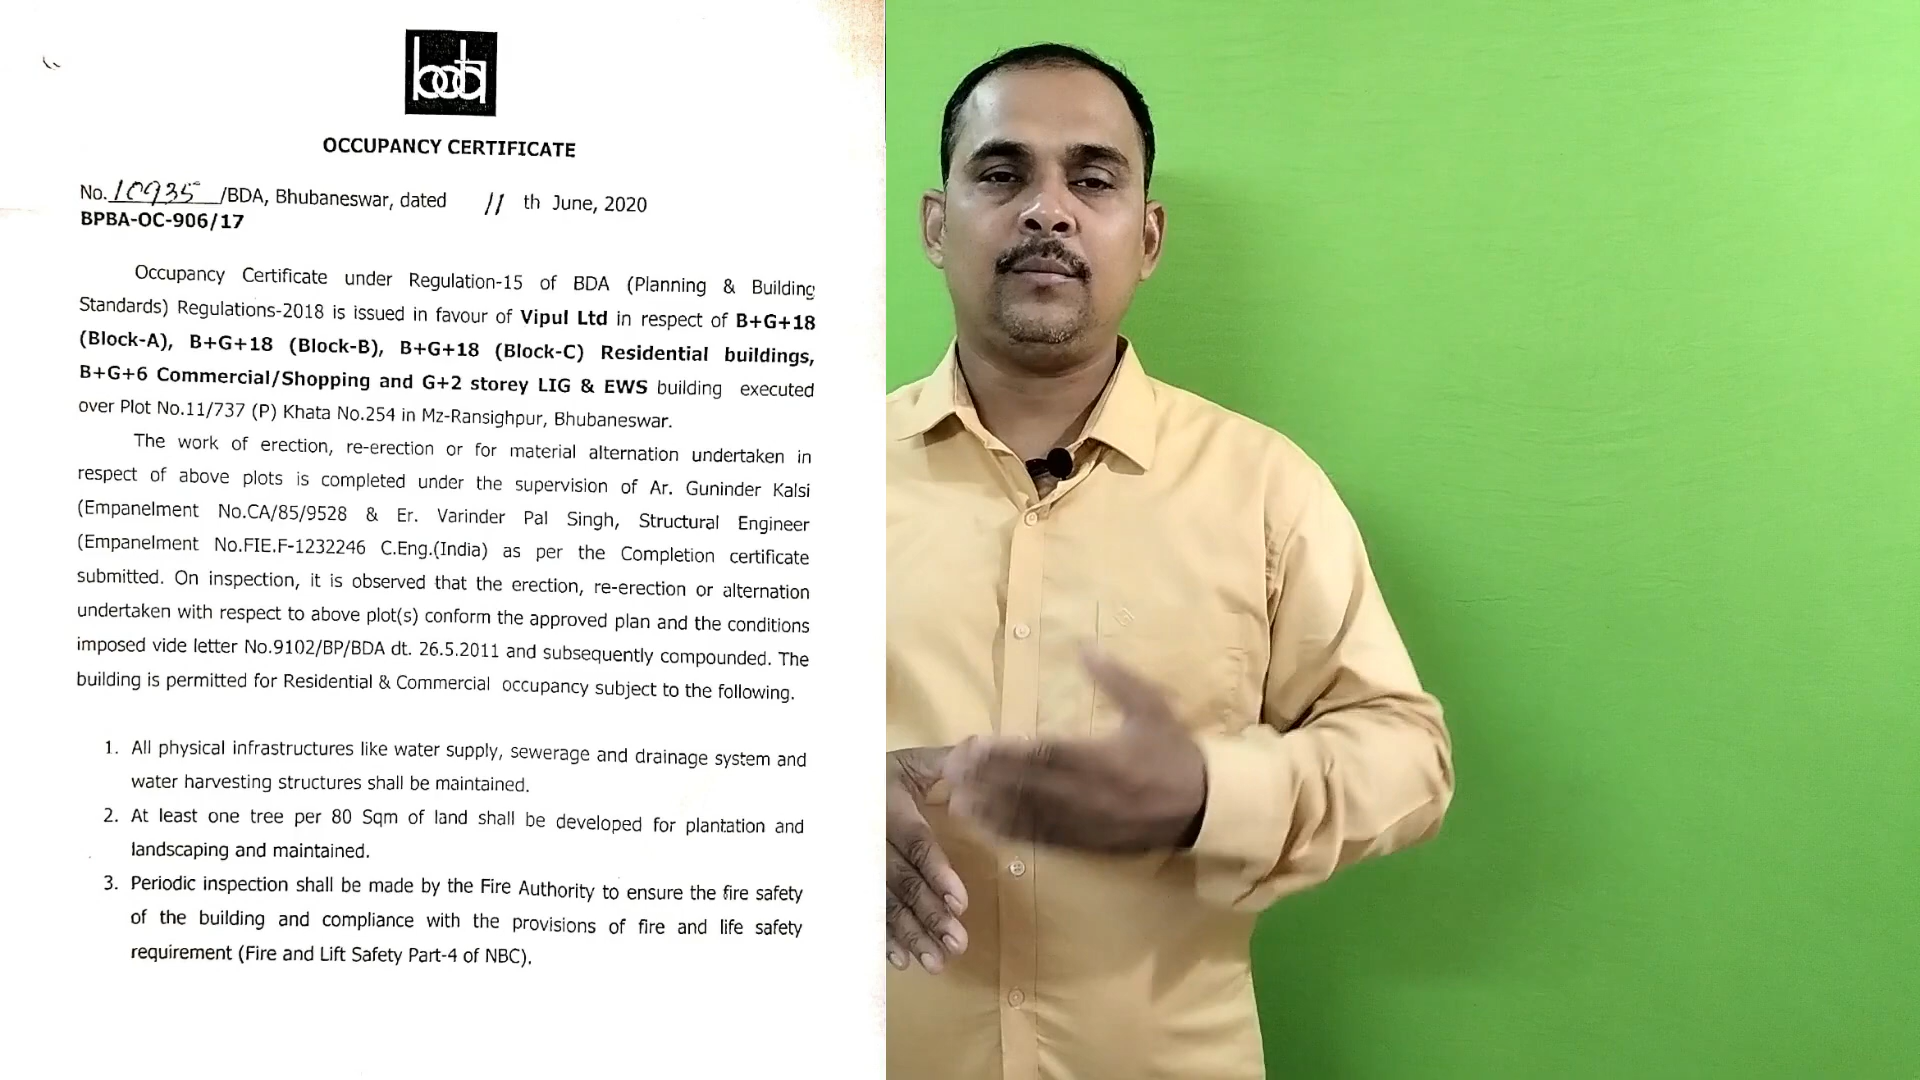 bda
OCCUPANCY CERTIFICATE
No. 10935 /BDA, Bhubaneswar, dated 11 th June, 2020
BPBA-OC-906/17
Occupancy Certificate under Regulation-15 of BDA (Planning & Building
Standards) Regulations-2018 is issued in favour of Vipul Ltd in respect of B+G+18
(Block-A), B+G+18 (Block-B), B+G+18 (Block-C) Residential buildings,
B+G+6 Commercial/Shopping and G+2 storey LIG & EWS building executed
over Plot No.11/737 (P) Khata No.254 in Mz-Ransighpur, Bhubaneswar.
The work of erection, re-erection or for material alternation undertaken in
respect of above plots is completed under the supervision of Ar. Guninder Kalsi
(Empanelment No.CA/85/9528 & Er. Varinder Pal Singh, Structural Engineer
(Empanelment No.FIE.F-1232246 C.Eng.(India) as per the Completion certificate
submitted. On inspection, it is observed that the erection, re-erection or alternation
undertaken with respect to above plot(s) conform the approved plan and the conditions
imposed vide letter No.9102/BP/BDA dt. 26.5.2011 and subsequently compounded. The
building is permitted for Residential & Commercial occupancy subject to the following.
1. All physical infrastructures like water supply, sewerage and drainage system and
water harvesting structures shall be maintained.
2. At least one tree per 80 Sqm of land shall be developed for plantation and
landscaping and maintained.
3. Periodic inspection shall be made by the Fire Authority to ensure the fire safety
of the building and compliance with the provisions of fire and life safety
requirement (Fire and Lift Safety Part-4 of NBC).